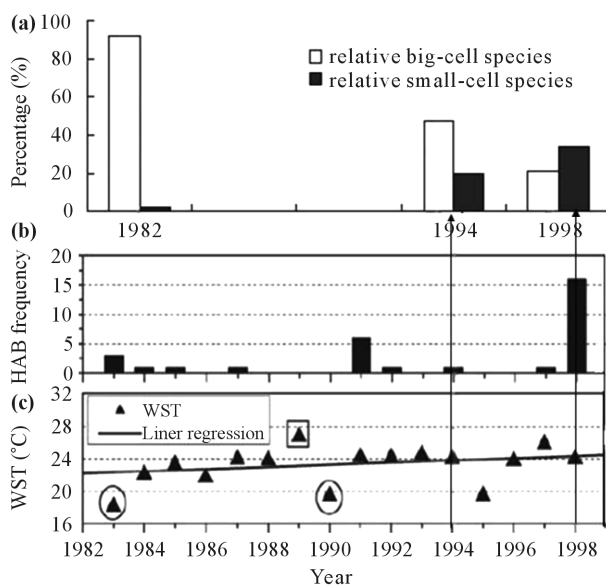 (a)
Percentage (%)
100
80
60
40
20
0
relative big-cell species
relative small-cell species
1982
1994
1998
(b)
HAB frequency
20
15
10
5
0
(c)
WST (°C)
32
28
24
20
16
WST
Liner regression
1982 1984 1986 1988 1990 1992 1994 1996 1998
Year